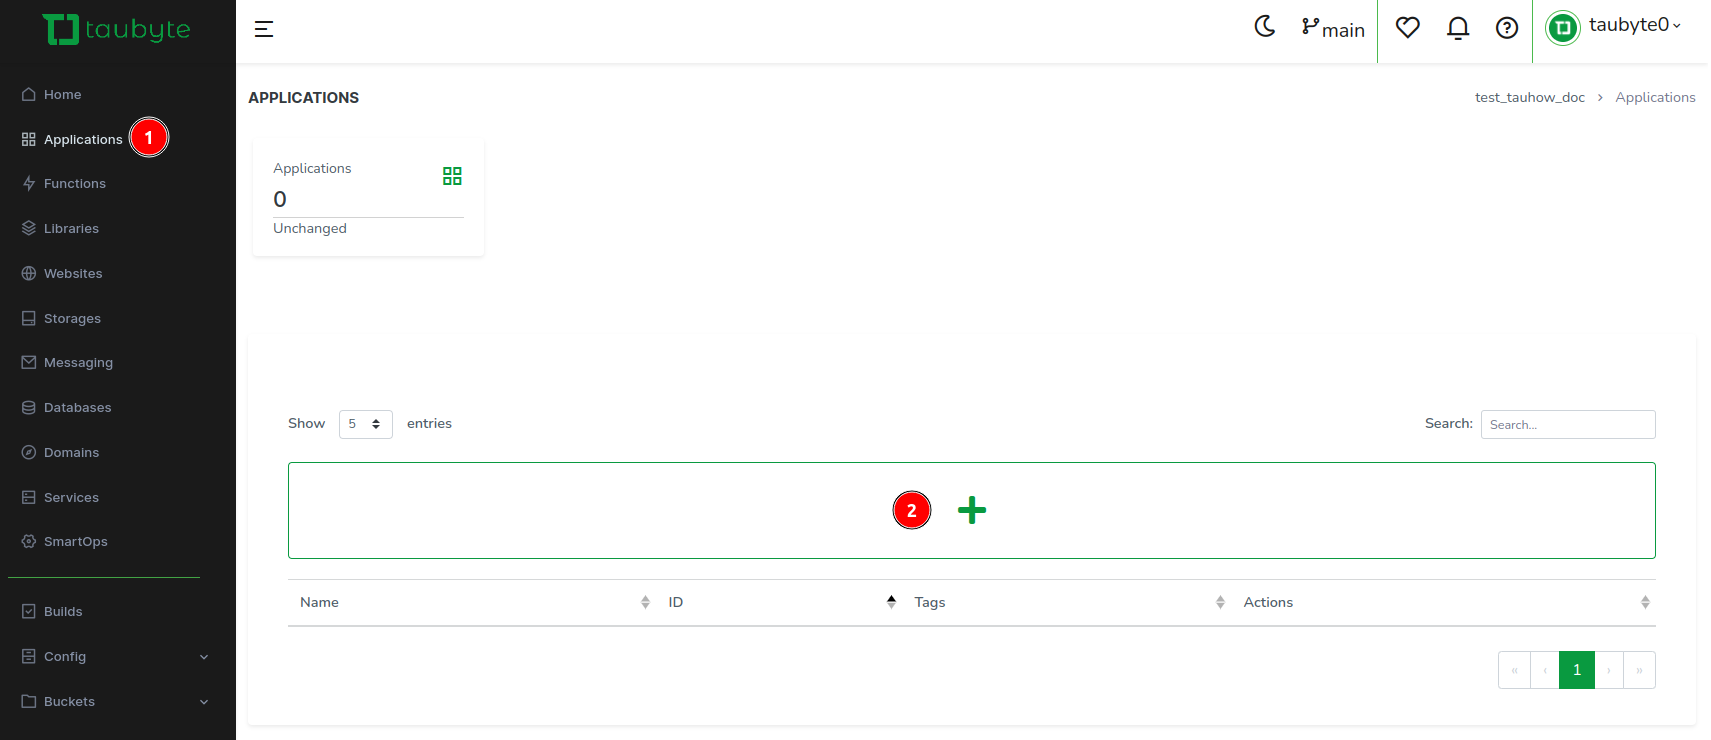 taubyte
main
taubyte0
Home
Applications 1
Functions
Libraries
Websites
Storages
Messaging
Databases
Domains
Services
SmartOps
Builds
Config
Buckets
APPLICATIONS
test_tauhow_doc > Applications
Applications
0
Unchanged
Show 5 entries
Search: Search...
2 +
Name ID Tags Actions
« ‹ 1 › »